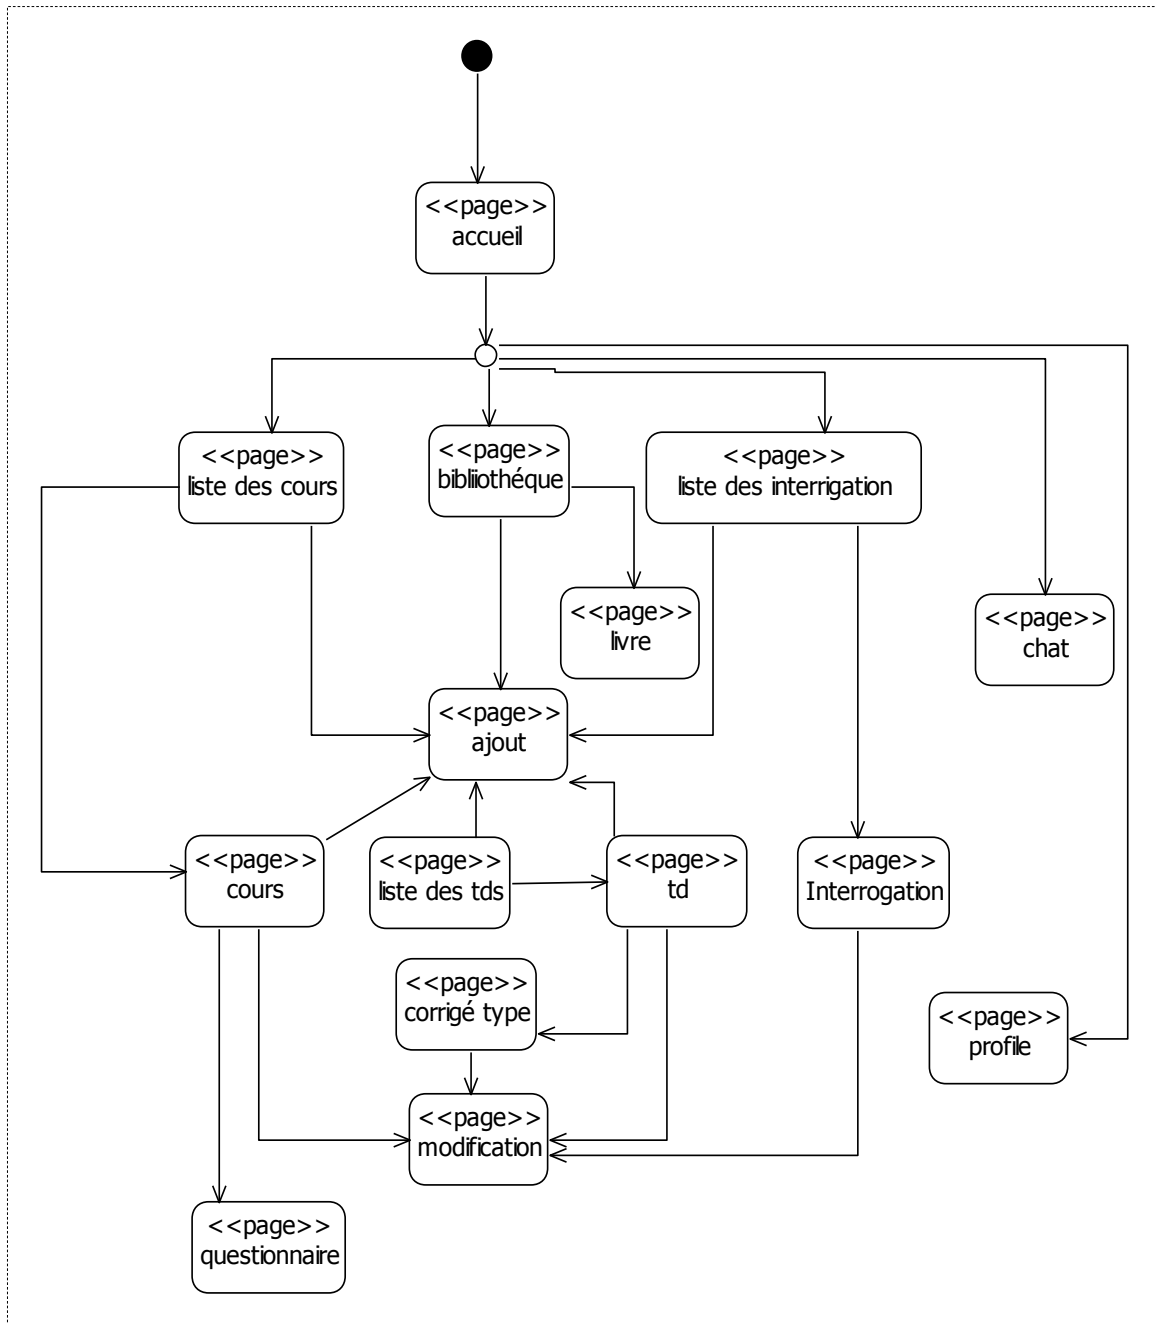 <<page>>
accueil
<<page>>
liste des cours
<<page>>
bibliiothéque
<<page>>
liste des interrigation
<<page>>
livre
<<page>>
chat
<<page>>
ajout
<<page>>
cours
<<page>>
liste des tds
<<page>>
td
<<page>>
Interrogation
<<page>>
corrigé type
<<page>>
profile
<<page>>
modification
<<page>>
questionnaire